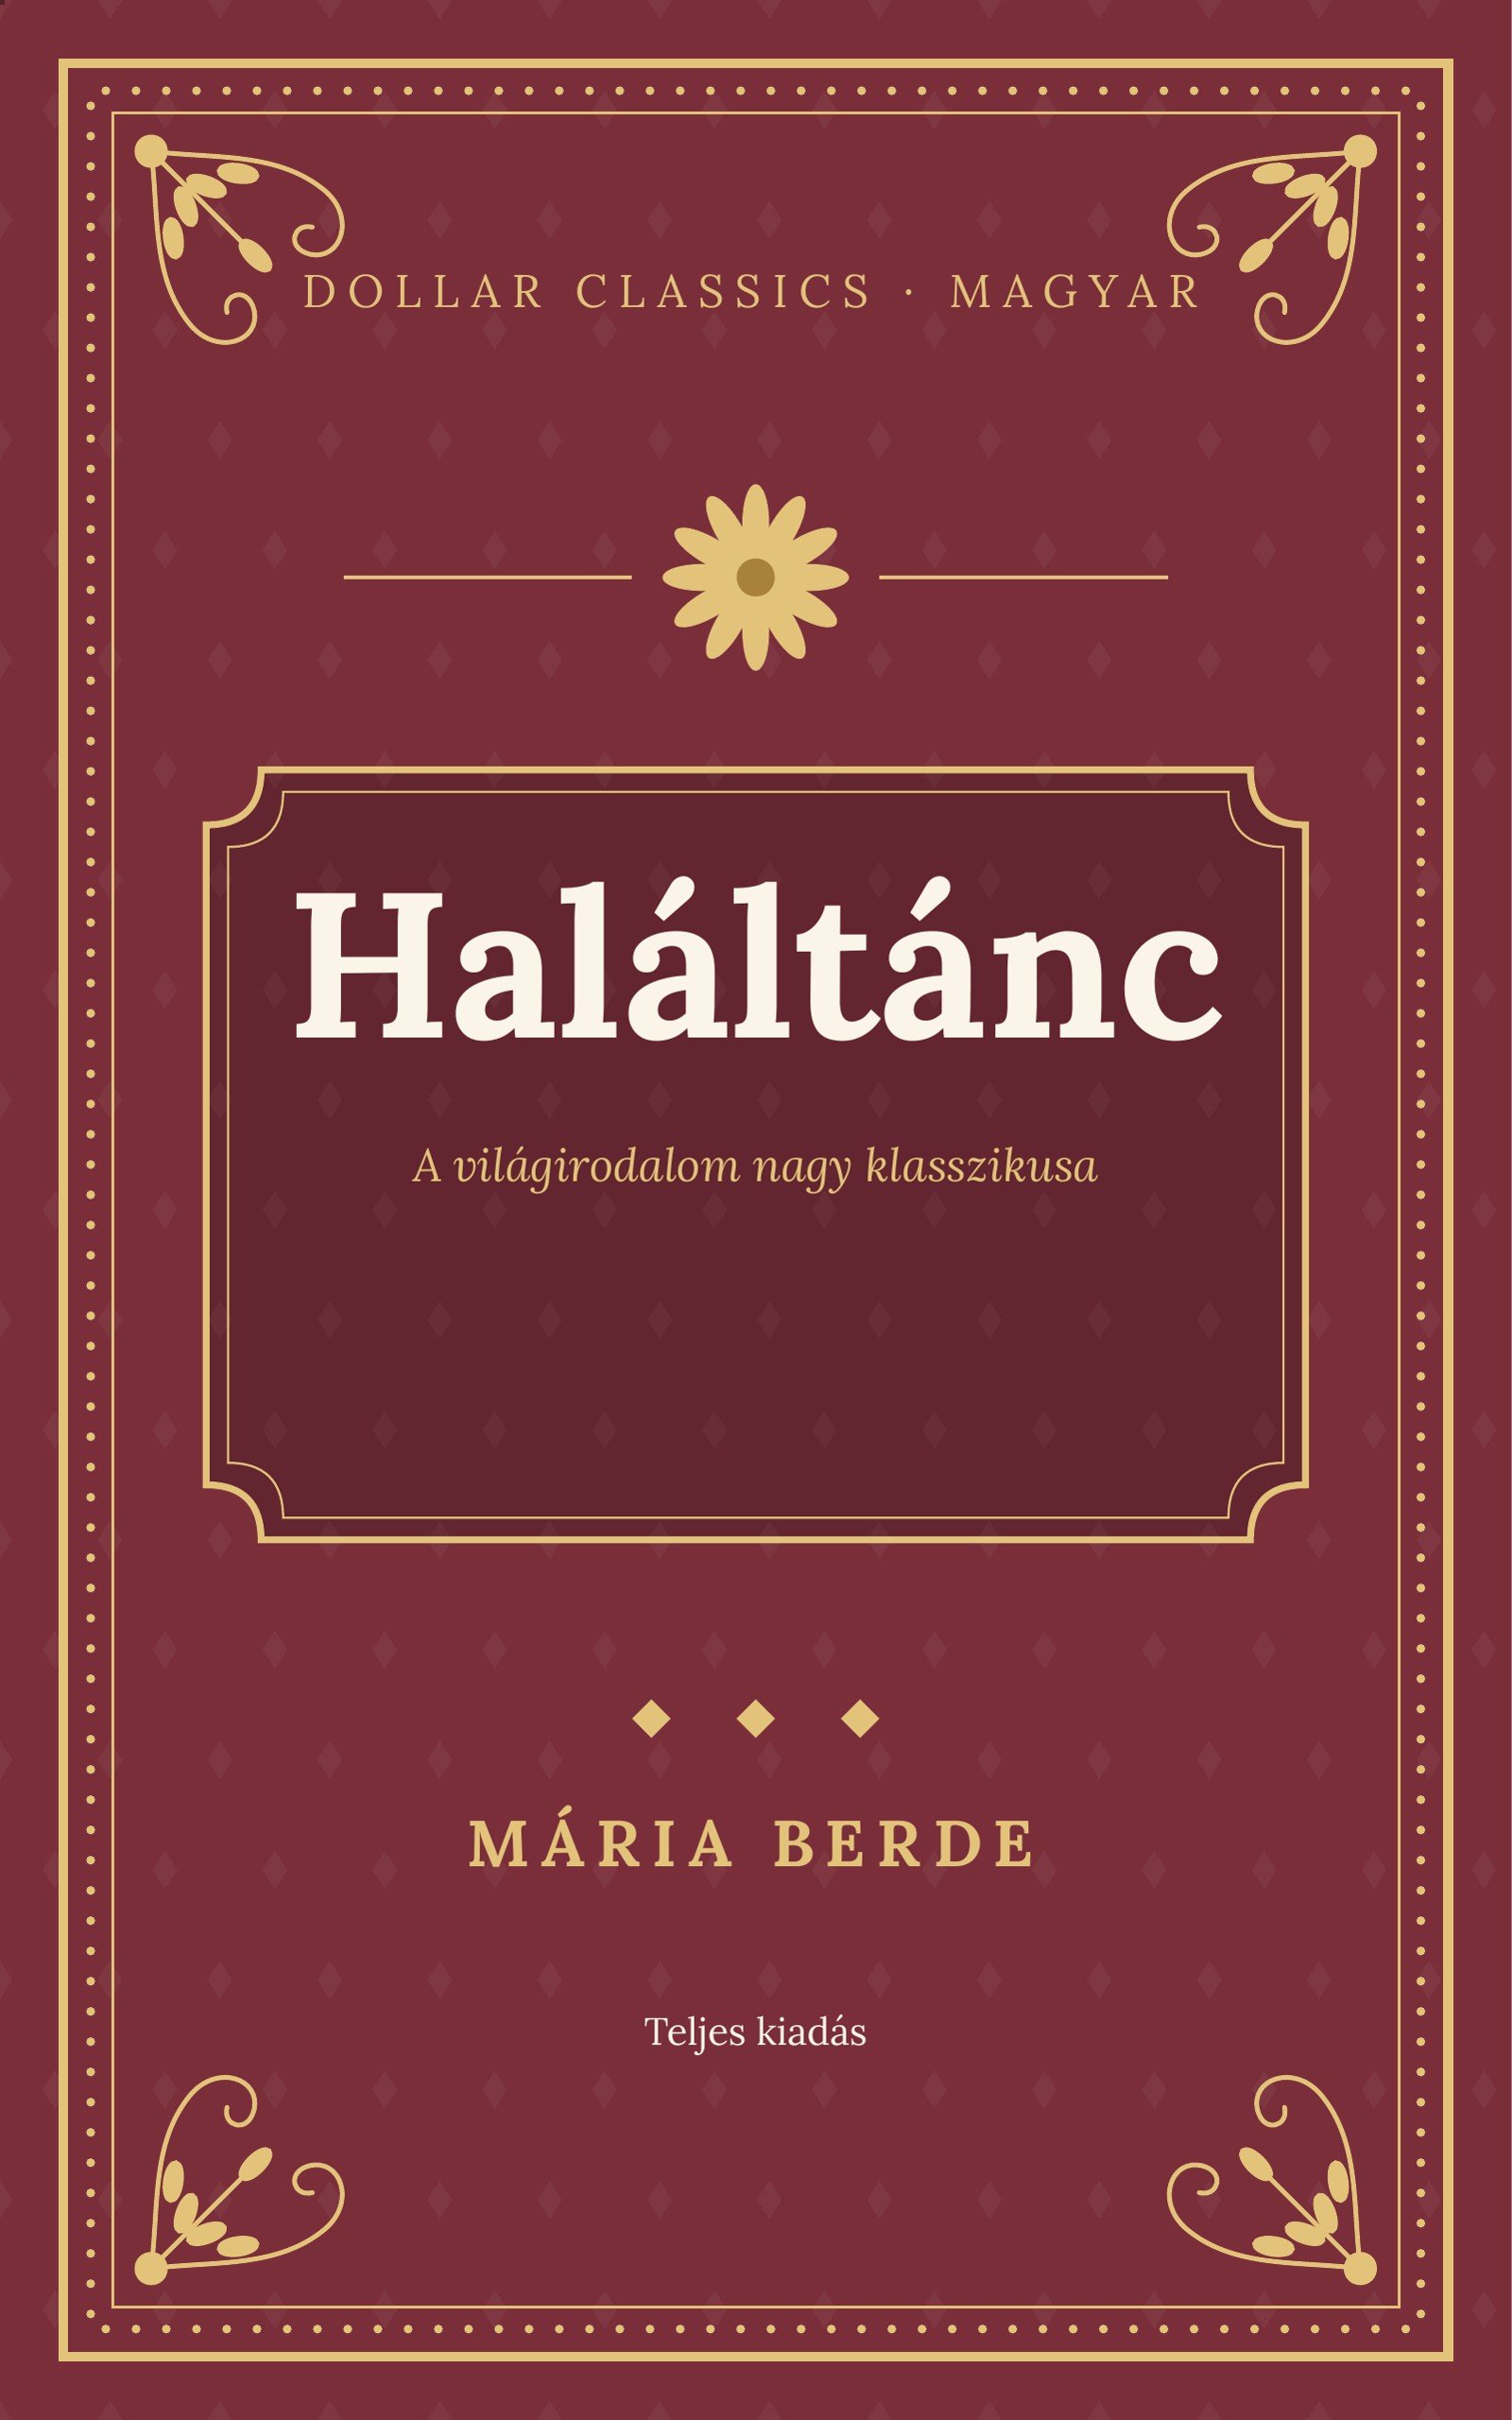 DOLLAR CLASSICS · MAGYAR
Haláltánc
A világirodalom nagy klasszikusa
MÁRIA BERDE
Teljes kiadás